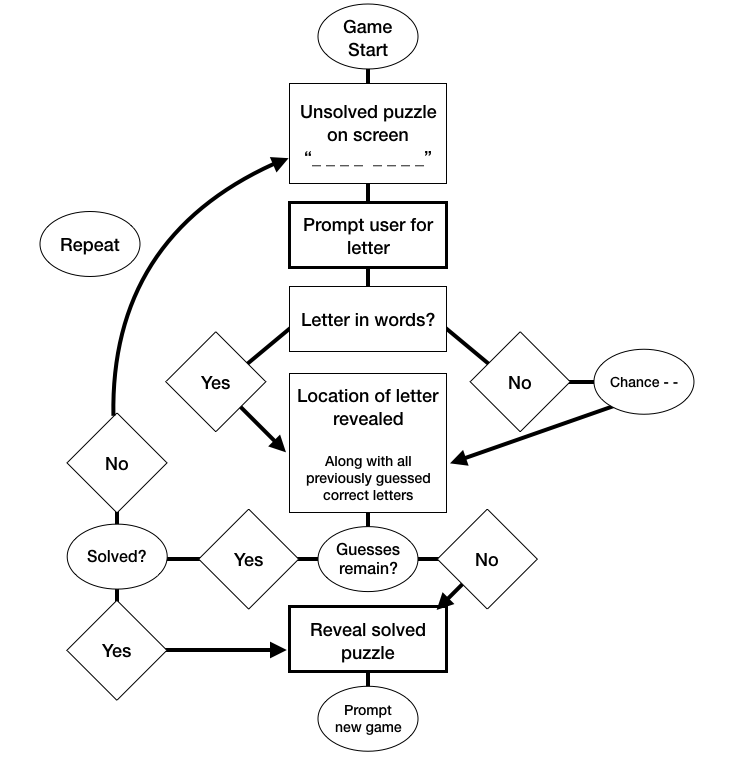 Game
Start
Unsolved puzzle
on screen
“_ _ _ _  _ _ _ _”
Prompt user for
letter
Repeat
Letter in words?
Yes
No
Chance - -
Location of letter
revealed
Along with all
previously guessed
correct letters
No
Solved?
Yes
Guesses
remain?
No
Yes
Reveal solved
puzzle
Prompt
new game